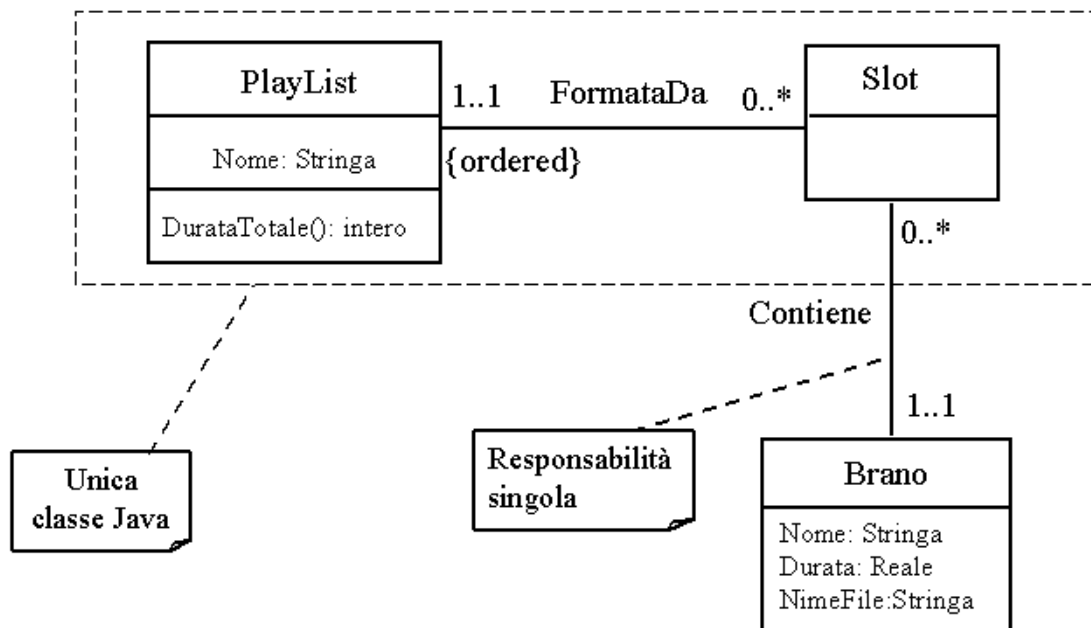 PlayList
Nome: Stringa
DurataTotale(): intero
1..1
FormataDa
0..*
{ordered}
Slot
0..*
Contiene
1..1
Unica
classe Java
Responsabilità
singola
Brano
Nome: Stringa
Durata: Reale
NimeFile:Stringa